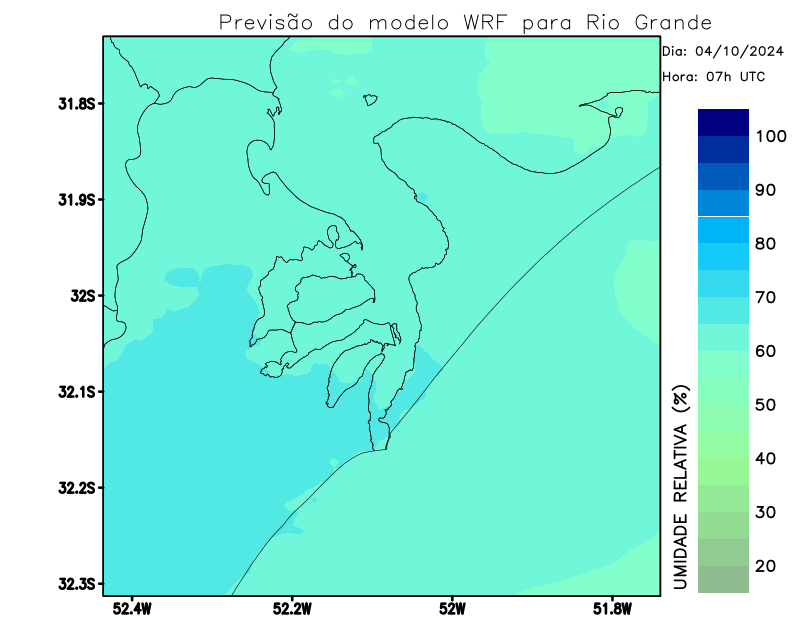 Previsão do modelo WRF para Rio Grande
Dia: 04/10/2024
Hora: 07h UTC
31.8S
31.9S
32S
32.1S
32.2S
32.3S
52.4W
52.2W
52W
51.8W
100
90
80
70
60
50
40
30
20
UMIDADE RELATIVA (%)